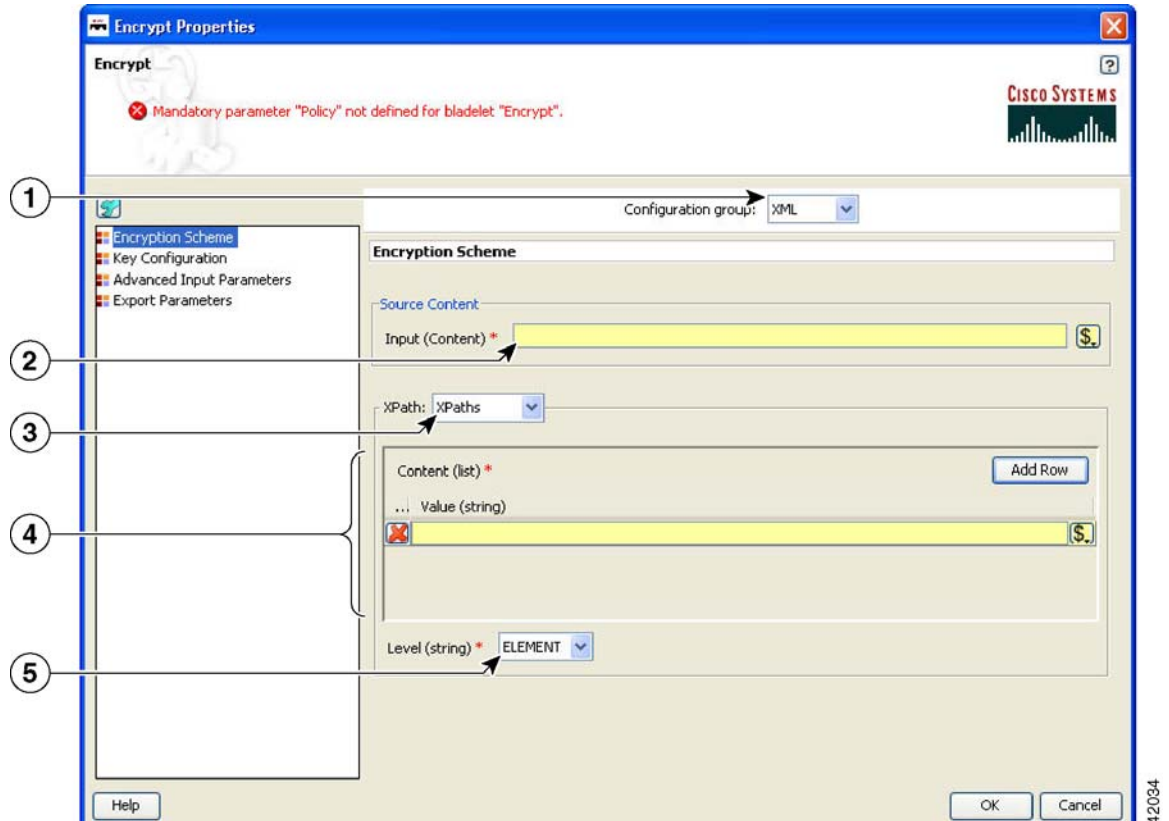 Encrypt Properties
Encrypt
?
Mandatory parameter "Policy" not defined for bladelet "Encrypt".
CISCO SYSTEMS
1
Configuration group: XML
Encryption Scheme
Key Configuration
Advanced Input Parameters
Export Parameters
Encryption Scheme
Source Content
Input (Content) *
$
2
XPath: XPaths
3
Content (list) *
Add Row
... Value (string)
$
4
Level (string) * ELEMENT
5
Help
OK
Cancel
42034